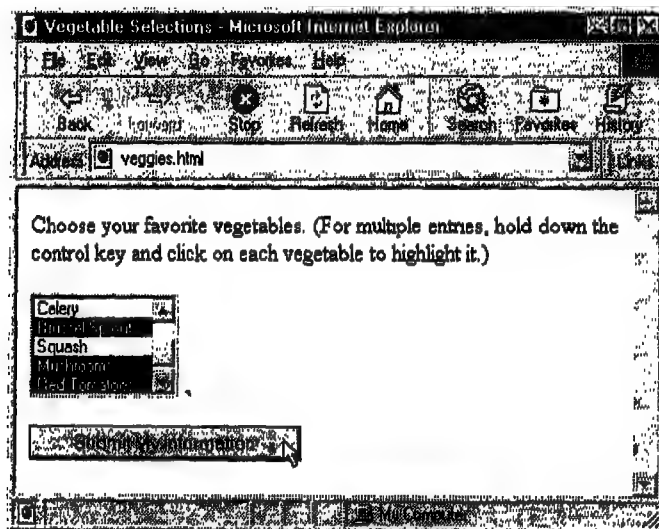 Vegetable Selections - Microsoft Internet Explorer
File Edit View Go Favorites Help
Back Forward Stop Refresh Home Search Favorites History
Address veggies.html Links
Choose your favorite vegetables. (For multiple entries, hold down the
control key and click on each vegetable to highlight it.)
Celery
Squash
Mushroom
Red Tomatoes
Submit My Information
My Computer